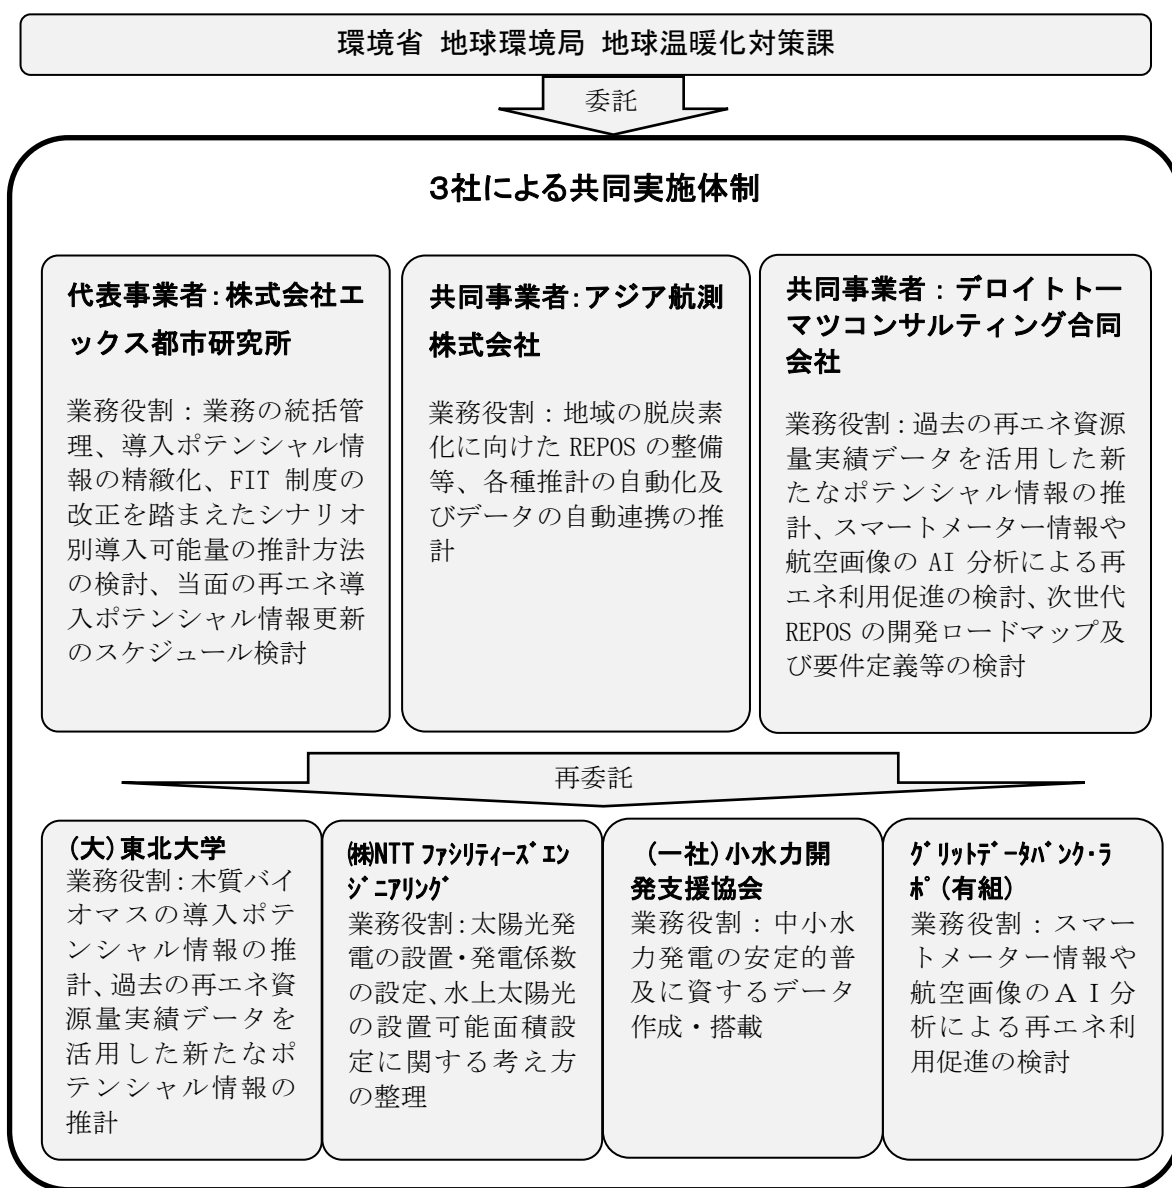 環境省 地球環境局 地球温暖化対策課
委託
３社による共同実施体制
代表事業者：株式会社エ
ックス都市研究所
業務役割：業務の統括管
理、導入ポテンシャル情
報の精緻化、FIT 制度の
改正を踏まえたシナリオ
別導入可能量の推計方法
の検討、当面の再エネ導
入ポテンシャル情報更新
のスケジュール検討
共同事業者：アジア航測
株式会社
業務役割：地域の脱炭素
化に向けた REPOS の整備
等、各種推計の自動化及
びデータの自動連携の推
計
共同事業者：デロイトトー
マツコンサルティング合同
会社
業務役割：過去の再エネ資源
量実績データを活用した新
たなポテンシャル情報の推
計、スマートメーター情報や
航空画像の AI 分析による再
エネ利用促進の検討、次世代
REPOS の開発ロードマップ及
び要件定義等の検討
再委託
（大）東北大学
業務役割：木質バイ
オマスの導入ポテ
ンシャル情報の推
計、過去の再エネ資
源量実績データを
活用した新たなポ
テンシャル情報の
推計
㈱NTT ﾌｧｼﾘﾃｨｰｽﾞｴﾝ
ｼﾞﾆｱﾘﾝｸﾞ
業務役割：太陽光発
電の設置・発電係数
の設定、水上太陽光
の設置可能面積設
定に関する考え方
の整理
（一社）小水力開
発支援協会
業務役割：中小水
力発電の安定的普
及に資するデータ
作成・搭載
ｸﾞﾘｯﾄﾃﾞｰﾀﾊﾞﾝｸ･ﾗ
ﾎﾞ（有組）
業務役割：スマー
トメーター情報や
航空画像のＡＩ分
析による再エネ利
用促進の検討